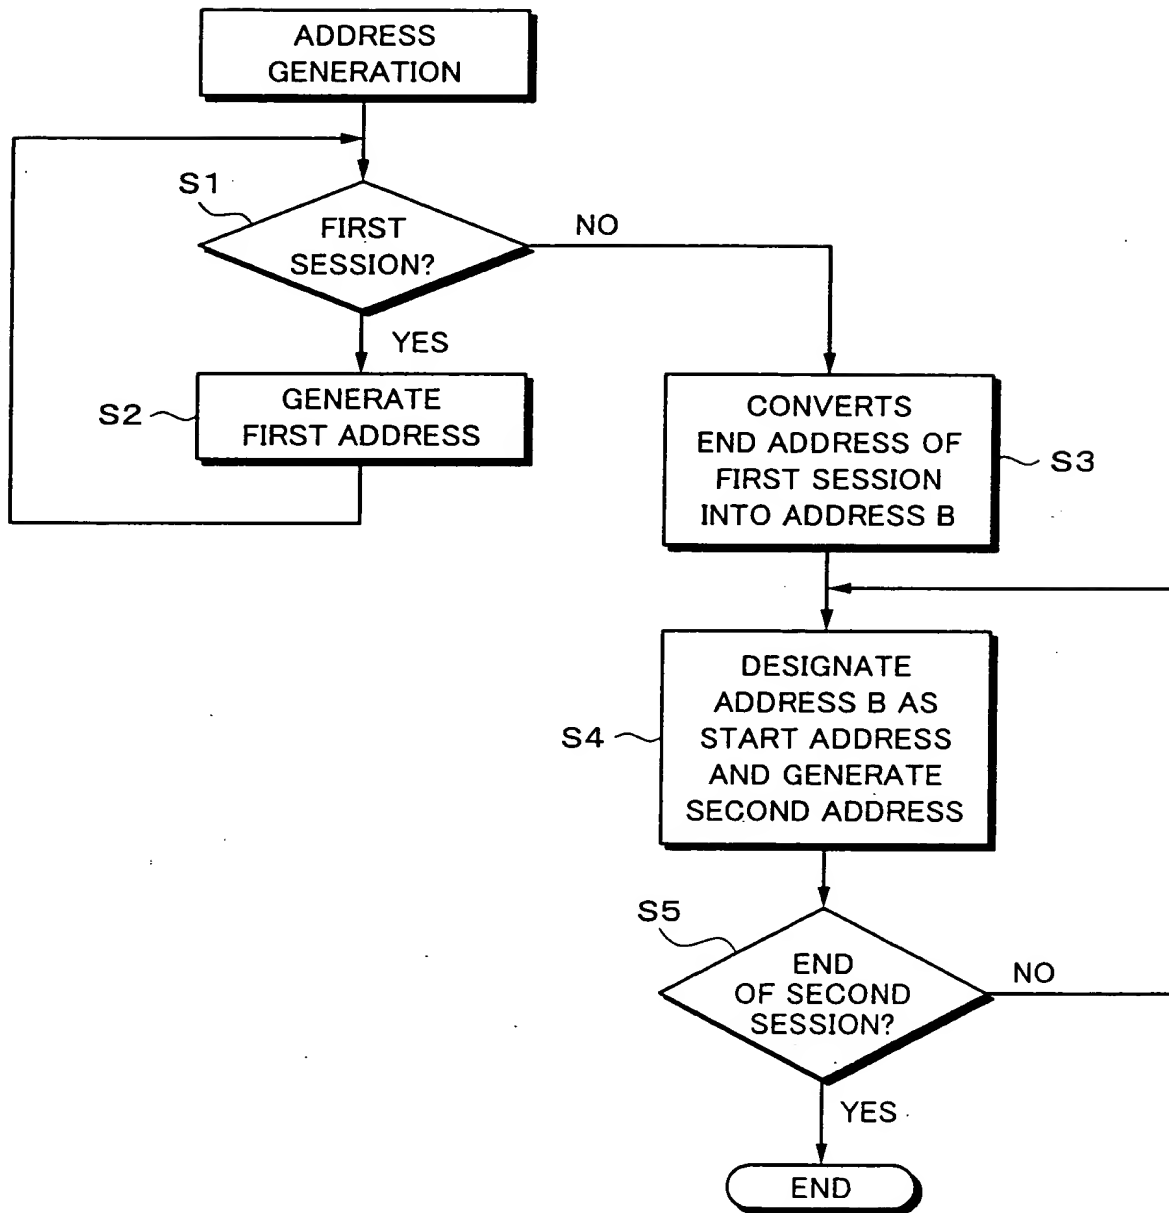 ADDRESS
GENERATION
S1
FIRST
SESSION?
NO
YES
S2
GENERATE
FIRST ADDRESS
CONVERTS
END ADDRESS OF
FIRST SESSION
INTO ADDRESS B
S3
DESIGNATE
ADDRESS B AS
START ADDRESS
AND GENERATE
SECOND ADDRESS
S4
S5
END
OF SECOND
SESSION?
NO
YES
END